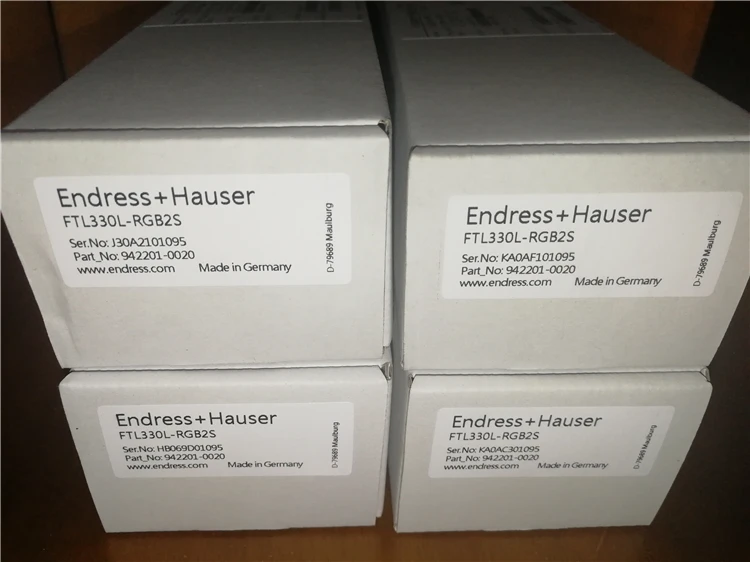 Endress+Hauser
FTL330L-RGB2S
Ser.No: J30A2101095
Part_No: 942201-0020
www.endress.com Made in Germany
D-79689 Maulburg
Endress+Hauser
FTL330L-RGB2S
Ser.No: KA0AF101095
Part_No: 942201-0020
www.endress.com Made in Germany
D-79689 Maulburg
Endress+Hauser
FTL330L-RGB2S
Ser.No: HB069D01095
Part_No: 942201-0020
www.endress.com Made in Germany
D-79689 Maulburg
Endress+Hauser
FTL330L-RGB2S
Ser.No: KA0AC301095
Part_No: 942201-0020
www.endress.com Made in Germany
D-79689 Maulburg